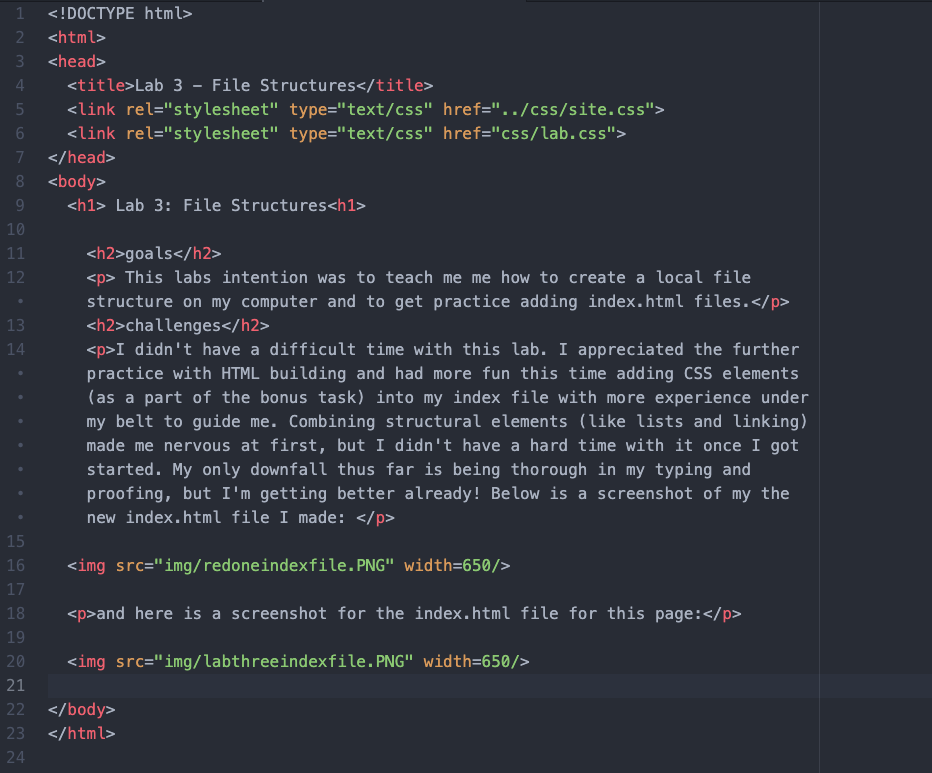 1 <!DOCTYPE html>
2 <html>
3 <head>
4   <title>Lab 3 – File Structures</title>
5   <link rel="stylesheet" type="text/css" href="../css/site.css">
6   <link rel="stylesheet" type="text/css" href="css/lab.css">
7 </head>
8 <body>
9   <h1> Lab 3: File Structures<h1>
10
11     <h2>goals</h2>
12     <p> This labs intention was to teach me me how to create a local file
•     structure on my computer and to get practice adding index.html files.</p>
13     <h2>challenges</h2>
14     <p>I didn't have a difficult time with this lab. I appreciated the further
•     practice with HTML building and had more fun this time adding CSS elements
•     (as a part of the bonus task) into my index file with more experience under
•     my belt to guide me. Combining structural elements (like lists and linking)
•     made me nervous at first, but I didn't have a hard time with it once I got
•     started. My only downfall thus far is being thorough in my typing and
•     proofing, but I'm getting better already! Below is a screenshot of my the
•     new index.html file I made: </p>
15
16   <img src="img/redoneindexfile.PNG" width=650/>
17
18   <p>and here is a screenshot for the index.html file for this page:</p>
19
20   <img src="img/labthreeindexfile.PNG" width=650/>
21
22 </body>
23 </html>
24